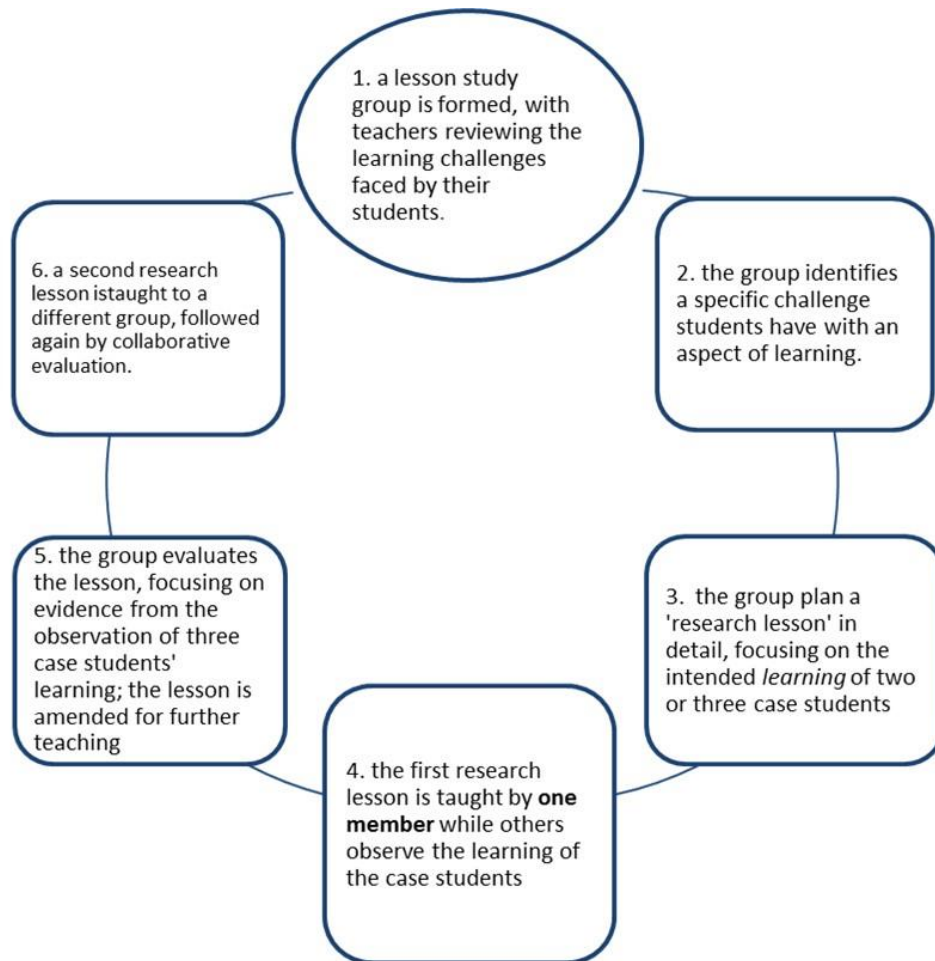 1. a lesson study
group is formed, with
teachers reviewing the
learning challenges
faced by their
students.
2. the group identifies
a specific challenge
students have with an
aspect of learning.
3. the group plan a
'research lesson' in
detail, focusing on the
intended learning of two
or three case students
4. the first research
lesson is taught by one
member while others
observe the learning of
the case students
5. the group evaluates
the lesson, focusing on
evidence from the
observation of three
case students'
learning; the lesson is
amended for further
teaching
6. a second research
lesson istaught to a
different group, followed
again by collaborative
evaluation.